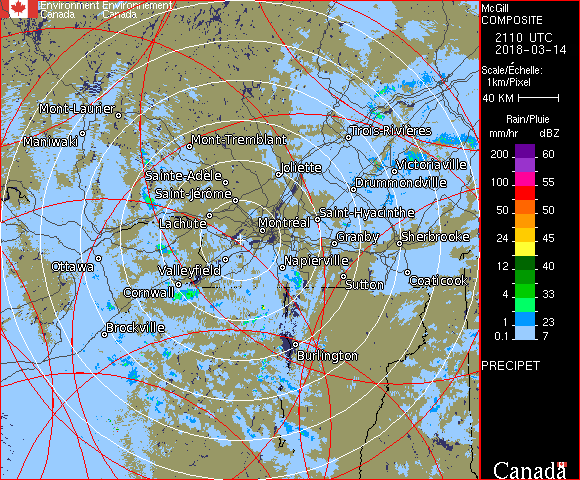 Environment Environnement
Canada Canada
McGill
COMPOSITE
2110 UTC
2018-03-14
Scale/Échelle:
1km/Pixel
40 KM
Rain/Pluie
mm/hr dBZ
200 60
100 55
50 50
24 45
12 40
4 33
1 23
0.1 7
PRECIPET
Canada
Mont-Laurier
Maniwaki
Mont-Tremblant
Trois-Rivières
Joliette
Victoriaville
Sainte-Adèle
Drummondville
Saint-Jérôme
Saint-Hyacinthe
Lachute
Montréal
Granby
Sherbrooke
Ottawa
Napierville
Valleyfield
Coaticook
Sutton
Cornwall
Brockville
Burlington